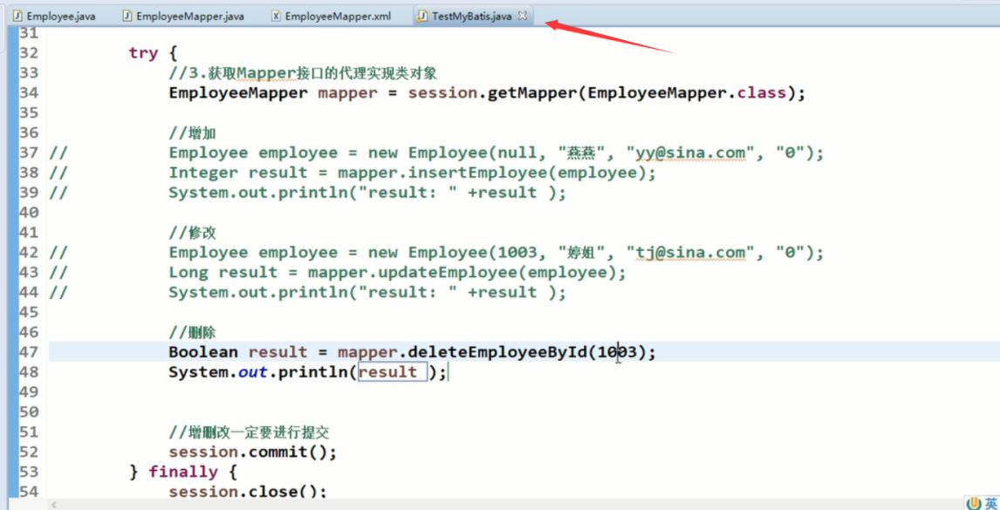 Employee.java EmployeeMapper.java EmployeeMapper.xml TestMyBatis.java
31
32 try {
33 //3.获取Mapper接口的代理实现类对象
34 EmployeeMapper mapper = session.getMapper(EmployeeMapper.class);
35
36 //增加
37 // Employee employee = new Employee(null, "燕燕", "yy@sina.com", "0");
38 // Integer result = mapper.insertEmployee(employee);
39 // System.out.println("result: " +result );
40
41 //修改
42 // Employee employee = new Employee(1003, "婷姐", "tj@sina.com", "0");
43 // Long result = mapper.updateEmployee(employee);
44 // System.out.println("result: " +result );
45
46 //删除
47 Boolean result = mapper.deleteEmployeeById(1003);
48 System.out.println(result );
49
50
51 //增删改一定要进行提交
52 session.commit();
53 } finally {
54 session.close();
英